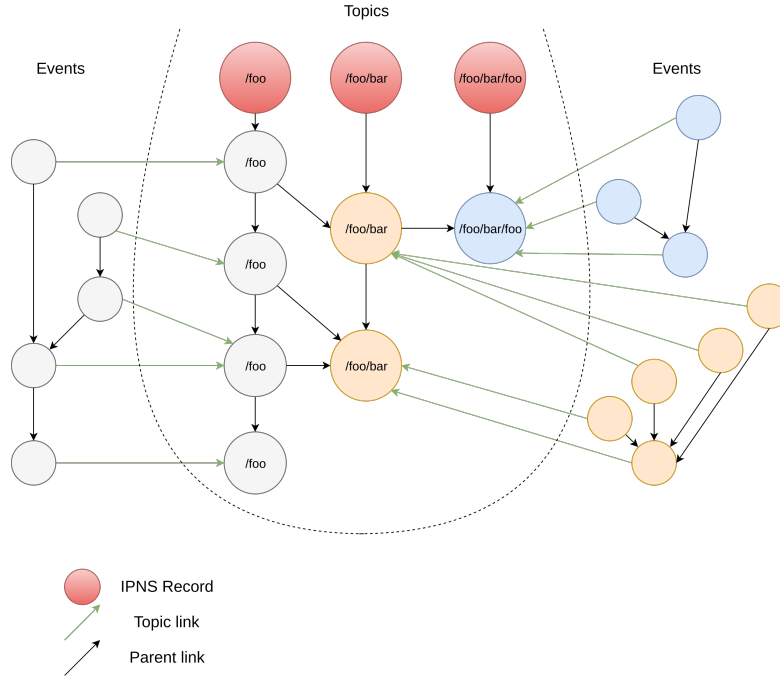 Topics
Events
Events
/foo
/foo/bar
/foo/bar/foo
/foo
/foo/bar
/foo/bar/foo
/foo
/foo
/foo/bar
/foo
IPNS Record
Topic link
Parent link